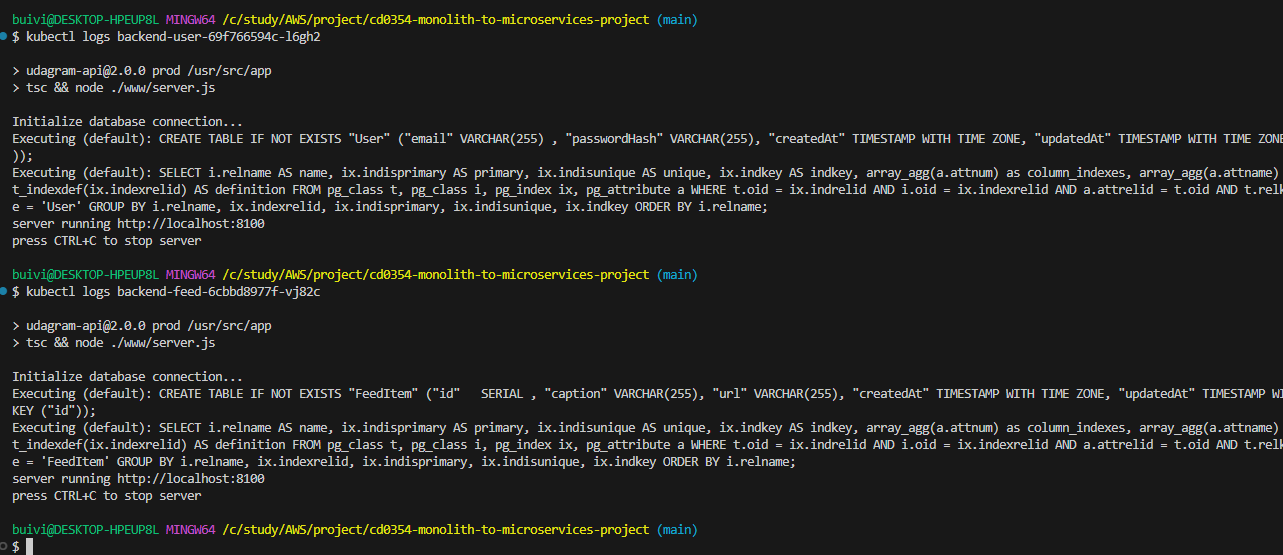 buivi@DESKTOP-HPEUP8L MINGW64 /c/study/AWS/project/cd0354-monolith-to-microservices-project (main)
$ kubectl logs backend-user-69f766594c-l6gh2
> udagram-api@2.0.0 prod /usr/src/app
> tsc && node ./www/server.js
Initialize database connection...
Executing (default): CREATE TABLE IF NOT EXISTS "User" ("email" VARCHAR(255) , "passwordHash" VARCHAR(255), "createdAt" TIMESTAMP WITH TIME ZONE, "updatedAt" TIMESTAMP WITH TIME ZONE
));
Executing (default): SELECT i.relname AS name, ix.indisprimary AS primary, ix.indisunique AS unique, ix.indkey AS indkey, array_agg(a.attnum) as column_indexes, array_agg(a.attname)
t_indexdef(ix.indexrelid) AS definition FROM pg_class t, pg_class i, pg_index ix, pg_attribute a WHERE t.oid = ix.indrelid AND i.oid = ix.indexrelid AND a.attrelid = t.oid AND t.relk
e = 'User' GROUP BY i.relname, ix.indexrelid, ix.indisprimary, ix.indisunique, ix.indkey ORDER BY i.relname;
server running http://localhost:8100
press CTRL+C to stop server
buivi@DESKTOP-HPEUP8L MINGW64 /c/study/AWS/project/cd0354-monolith-to-microservices-project (main)
$ kubectl logs backend-feed-6cbbd8977f-vj82c
> udagram-api@2.0.0 prod /usr/src/app
> tsc && node ./www/server.js
Initialize database connection...
Executing (default): CREATE TABLE IF NOT EXISTS "FeedItem" ("id"   SERIAL , "caption" VARCHAR(255), "url" VARCHAR(255), "createdAt" TIMESTAMP WITH TIME ZONE, "updatedAt" TIMESTAMP WI
KEY ("id"));
Executing (default): SELECT i.relname AS name, ix.indisprimary AS primary, ix.indisunique AS unique, ix.indkey AS indkey, array_agg(a.attnum) as column_indexes, array_agg(a.attname)
t_indexdef(ix.indexrelid) AS definition FROM pg_class t, pg_class i, pg_index ix, pg_attribute a WHERE t.oid = ix.indrelid AND i.oid = ix.indexrelid AND a.attrelid = t.oid AND t.relk
e = 'FeedItem' GROUP BY i.relname, ix.indexrelid, ix.indisprimary, ix.indisunique, ix.indkey ORDER BY i.relname;
server running http://localhost:8100
press CTRL+C to stop server
buivi@DESKTOP-HPEUP8L MINGW64 /c/study/AWS/project/cd0354-monolith-to-microservices-project (main)
$